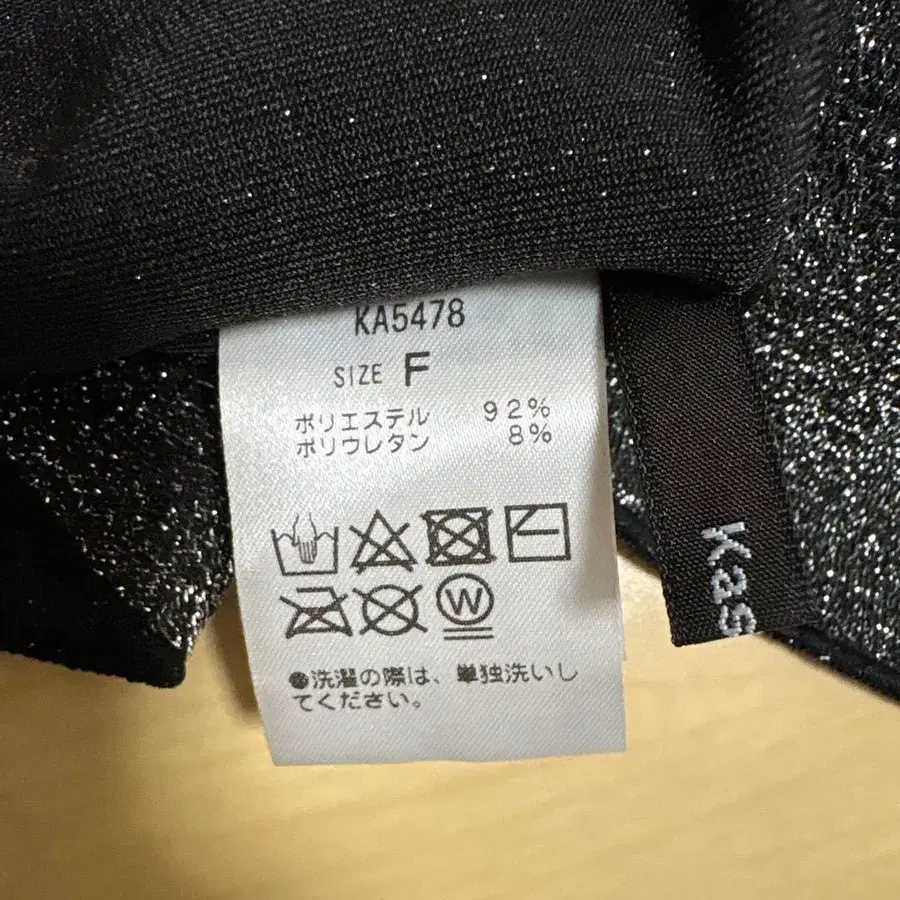 KA5478
SIZE F
ポリエステル 92%
ポリウレタン 8%
W
●洗濯の際は、単独洗いし
てください。
Kas